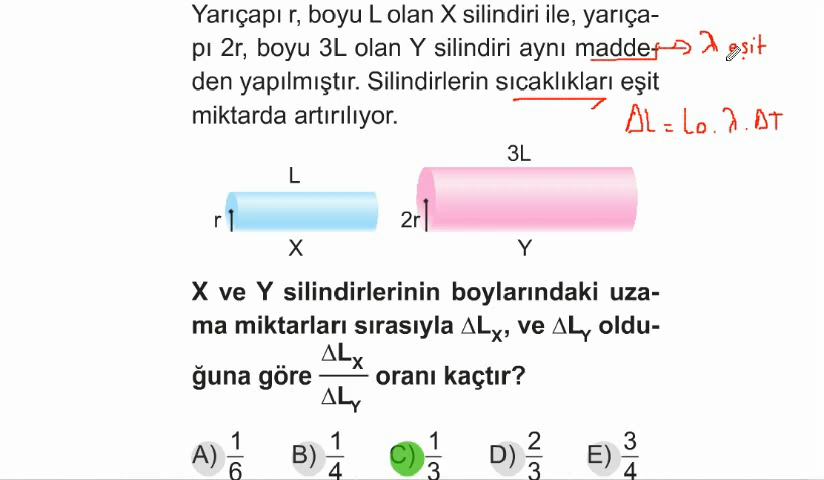 Yarıçapı r, boyu L olan X silindiri ile, yarıça-
pı 2r, boyu 3L olan Y silindiri aynı madde-
den yapılmıştır. Silindirlerin sıcaklıkları eşit
miktarda artırılıyor.
λ eşit
ΔL = L0 . λ . ΔT
L
r
X
3L
2r
Y
X ve Y silindirlerinin boylarındaki uza-
ma miktarları sırasıyla ΔLX, ve ΔLY oldu-
ğuna göre ΔLX/ΔLY oranı kaçtır?
A) 1/6 B) 1/4 C) 1/3 D) 2/3 E) 3/4